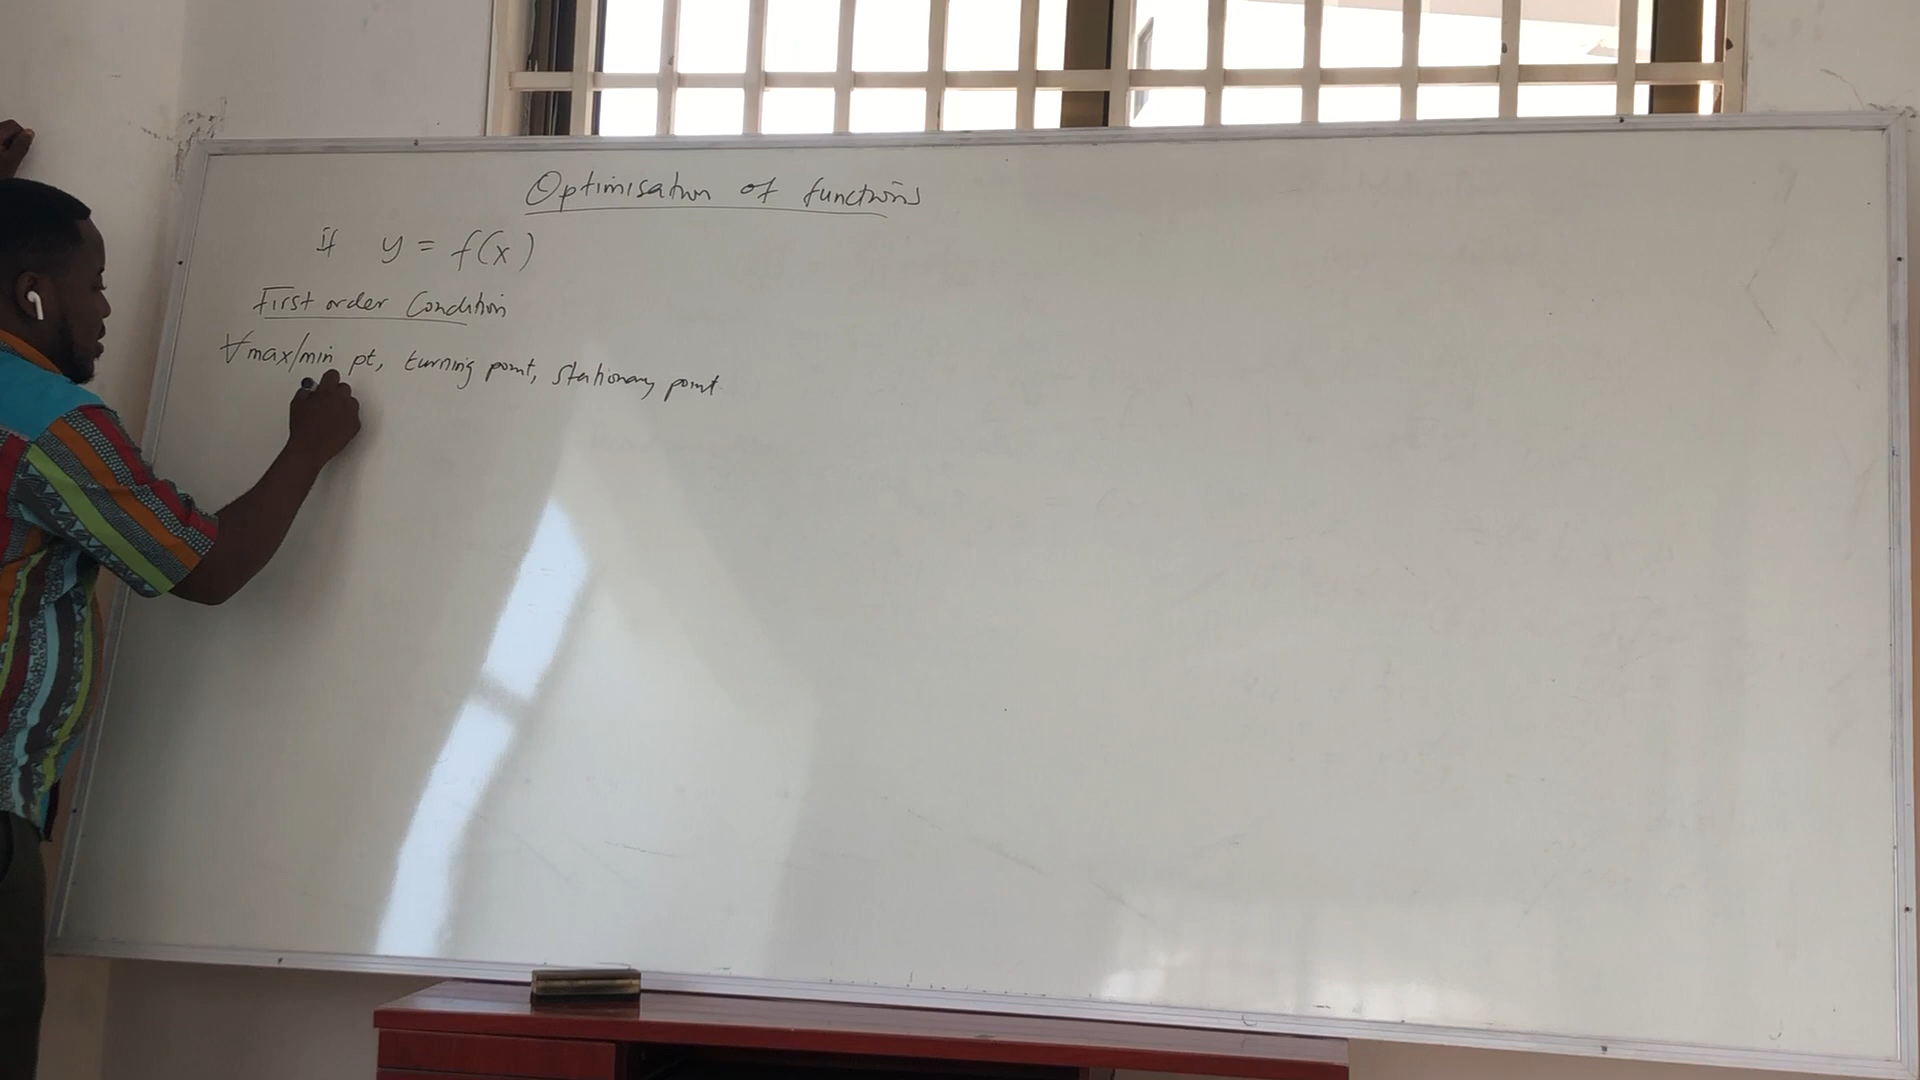 Optimisation of functions
If y = f(x)
First order Condition
∀ max/min pt, turning point, stationary point